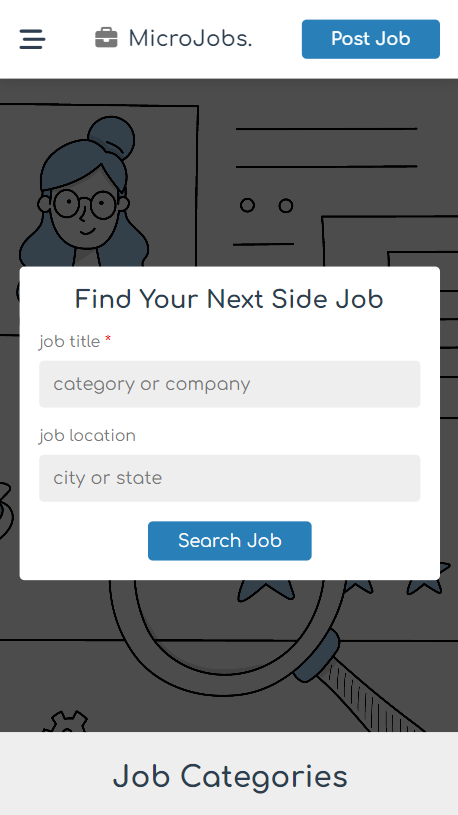 MicroJobs.
Post Job
Find Your Next Side Job
job title *
category or company
job location
city or state
Search Job
Job Categories